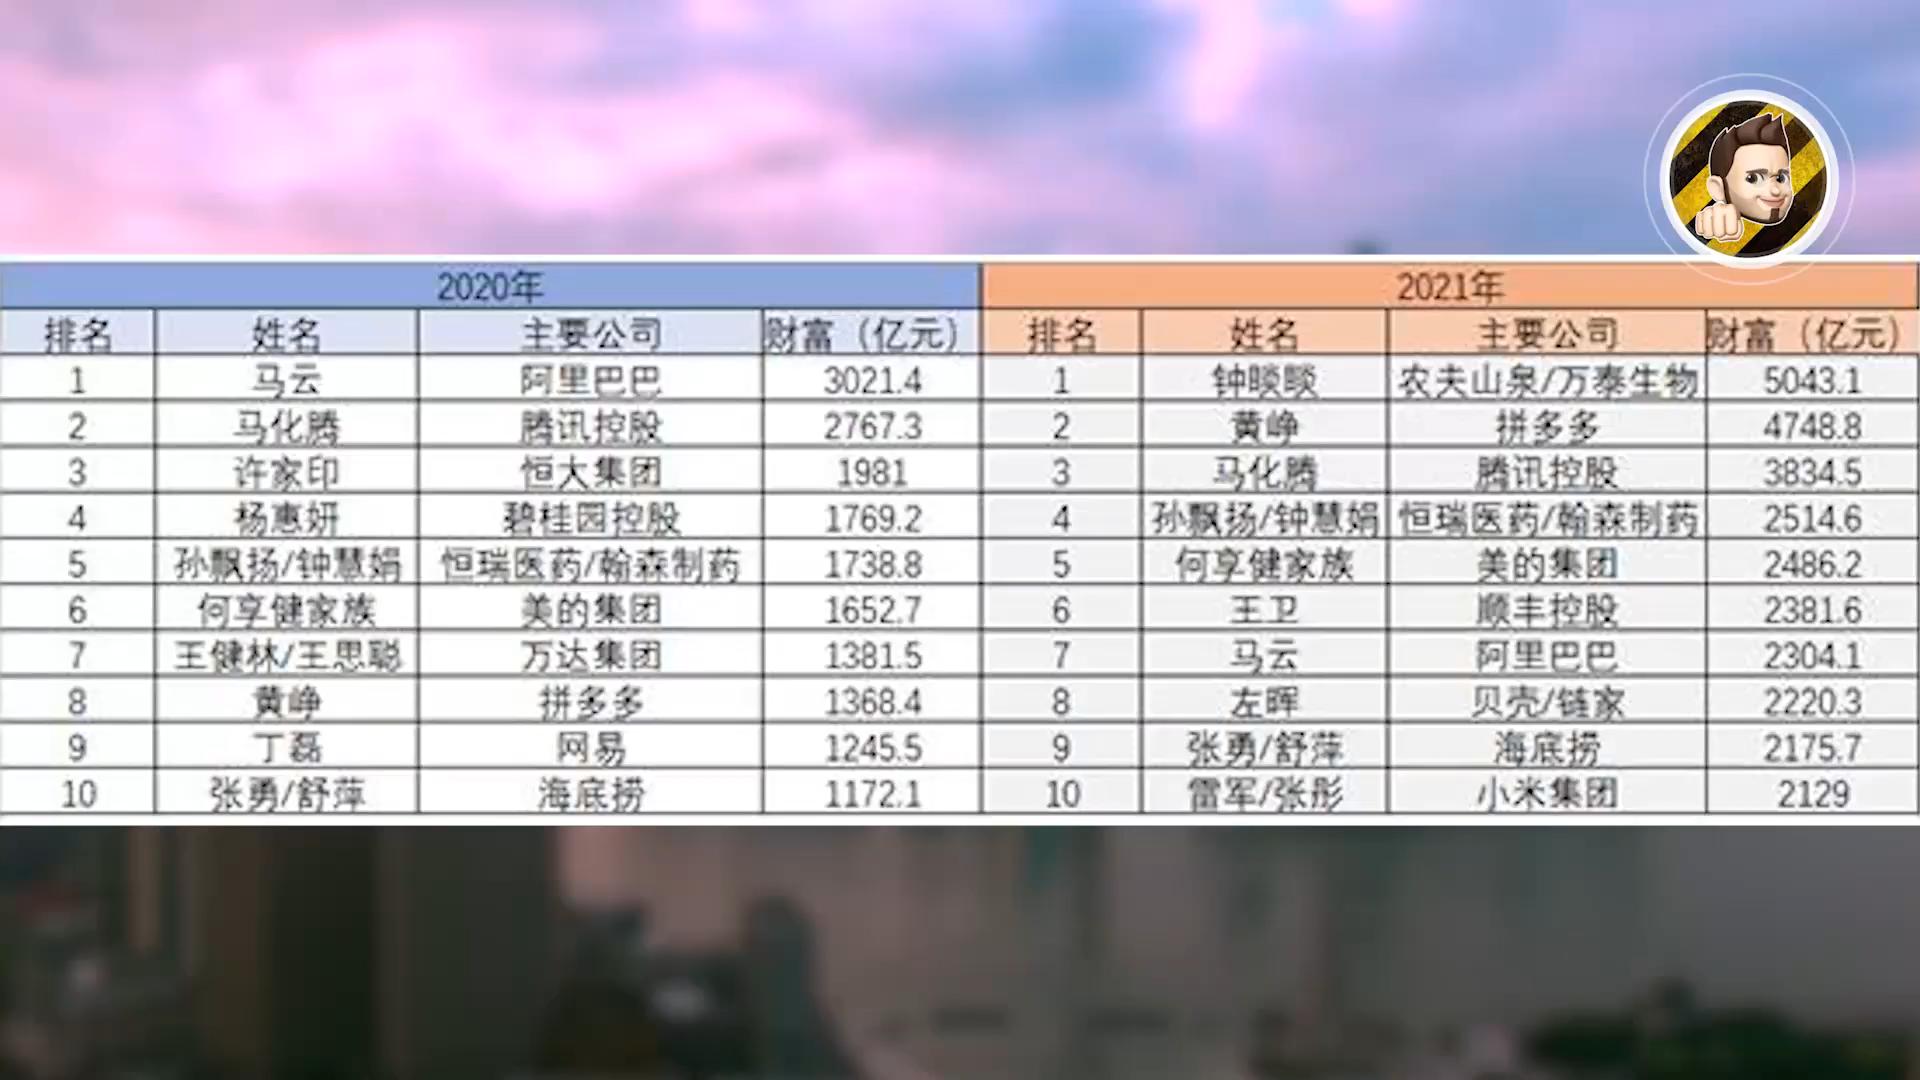 2020年 2021年
排名 姓名 主要公司 财富（亿元） 排名 姓名 主要公司 财富（亿元）
1 马云 阿里巴巴 3021.4 1 钟睒睒 农夫山泉/万泰生物 5043.1
2 马化腾 腾讯控股 2767.3 2 黄峥 拼多多 4748.8
3 许家印 恒大集团 1981 3 马化腾 腾讯控股 3834.5
4 杨惠妍 碧桂园控股 1769.2 4 孙飘扬/钟慧娟 恒瑞医药/翰森制药 2514.6
5 孙飘扬/钟慧娟 恒瑞医药/翰森制药 1738.8 5 何享健家族 美的集团 2486.2
6 何享健家族 美的集团 1652.7 6 王卫 顺丰控股 2381.6
7 王健林/王思聪 万达集团 1381.5 7 马云 阿里巴巴 2304.1
8 黄峥 拼多多 1368.4 8 左晖 贝壳/链家 2220.3
9 丁磊 网易 1245.5 9 张勇/舒萍 海底捞 2175.7
10 张勇/舒萍 海底捞 1172.1 10 雷军/张彤 小米集团 2129